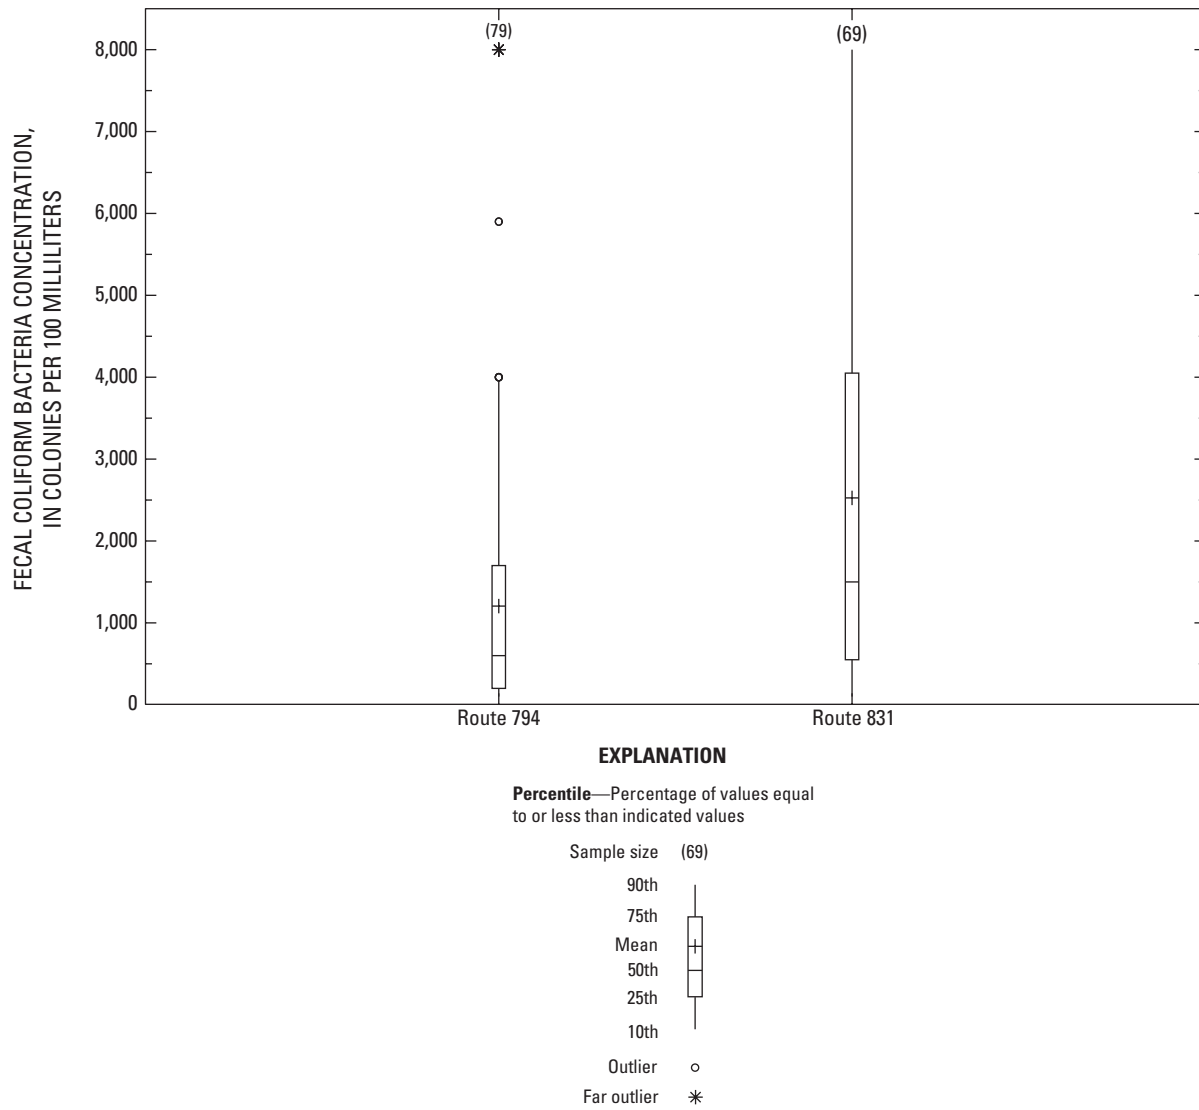 (79)
(69)
8,000
7,000
6,000
5,000
4,000
3,000
2,000
1,000
0
FECAL COLIFORM BACTERIA CONCENTRATION,
IN COLONIES PER 100 MILLILITERS
Route 794
Route 831
EXPLANATION
Percentile—Percentage of values equal
to or less than indicated values
Sample size (69)
90th
75th
Mean
50th
25th
10th
Outlier
Far outlier